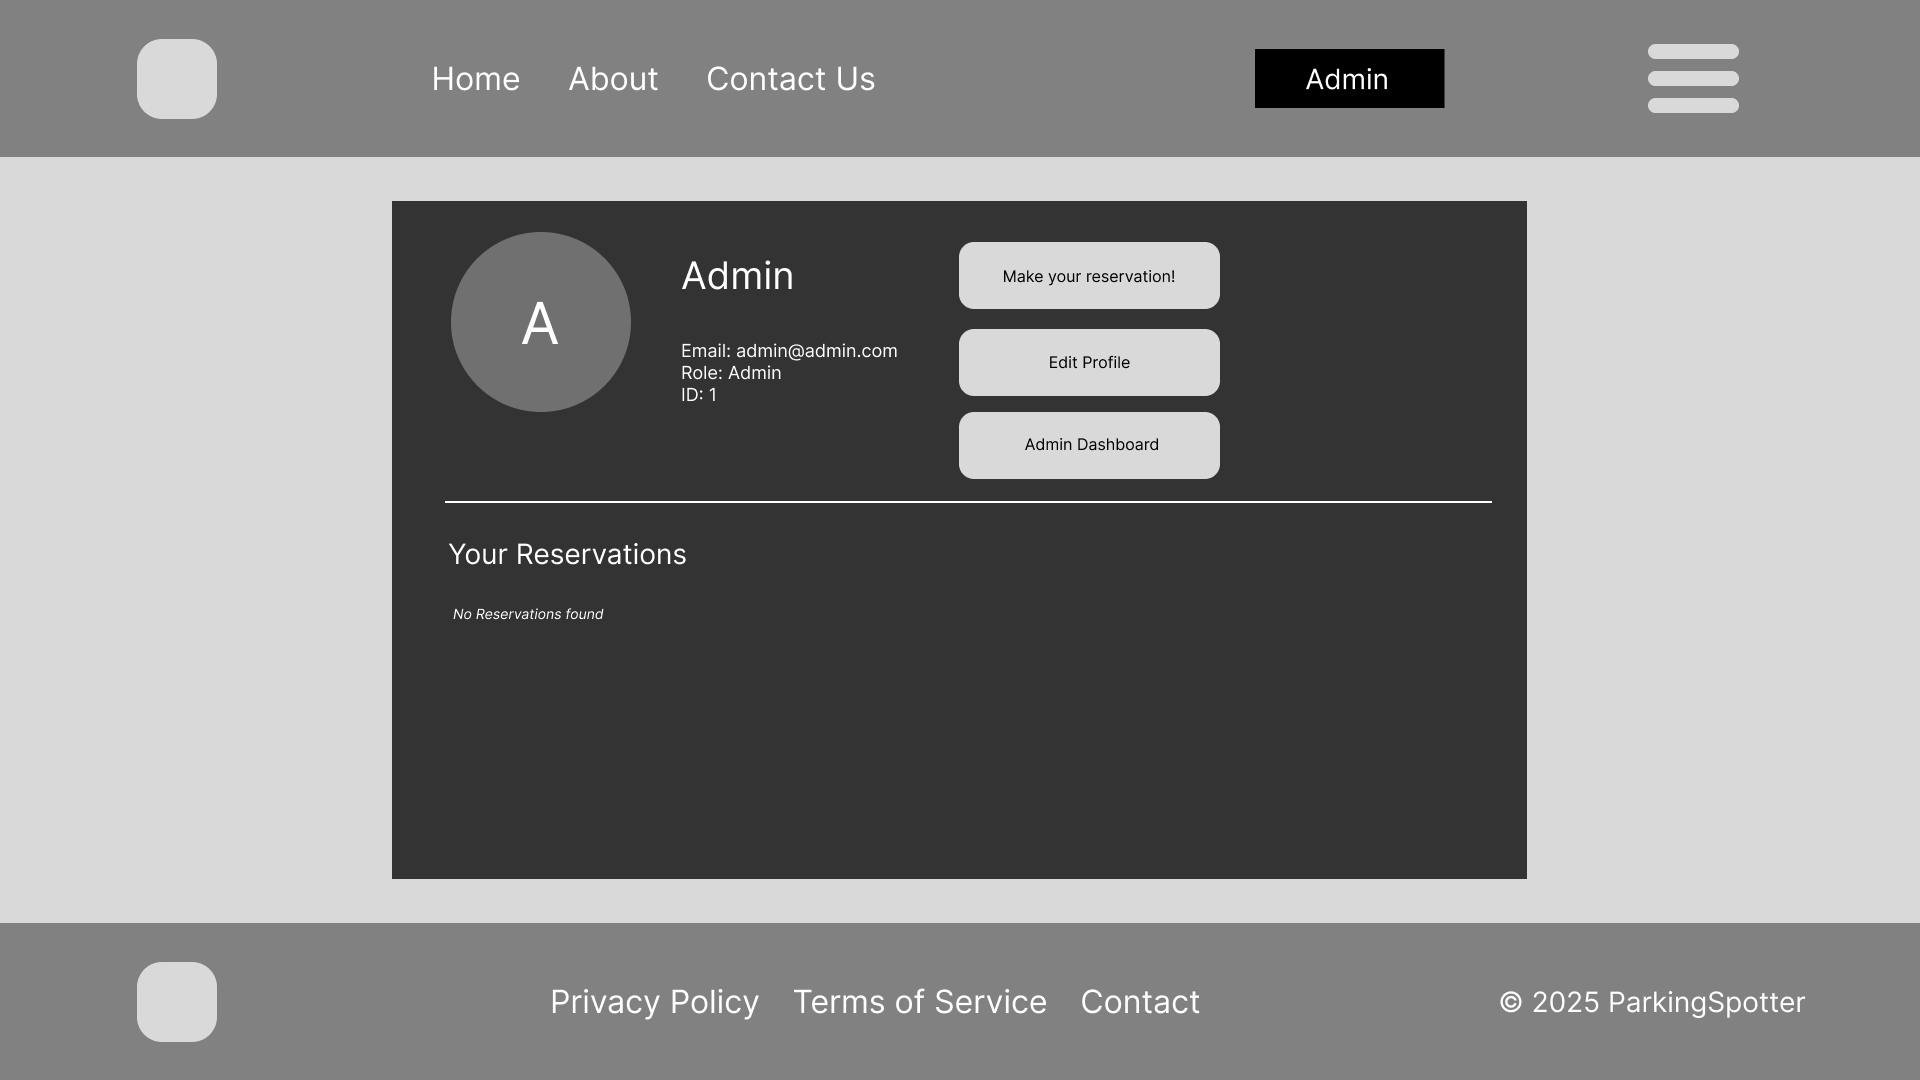 Home About Contact Us Admin
A
Admin
Email: admin@admin.com
Role: Admin
ID: 1
Make your reservation!
Edit Profile
Admin Dashboard
Your Reservations
No Reservations found
Privacy Policy Terms of Service Contact © 2025 ParkingSpotter